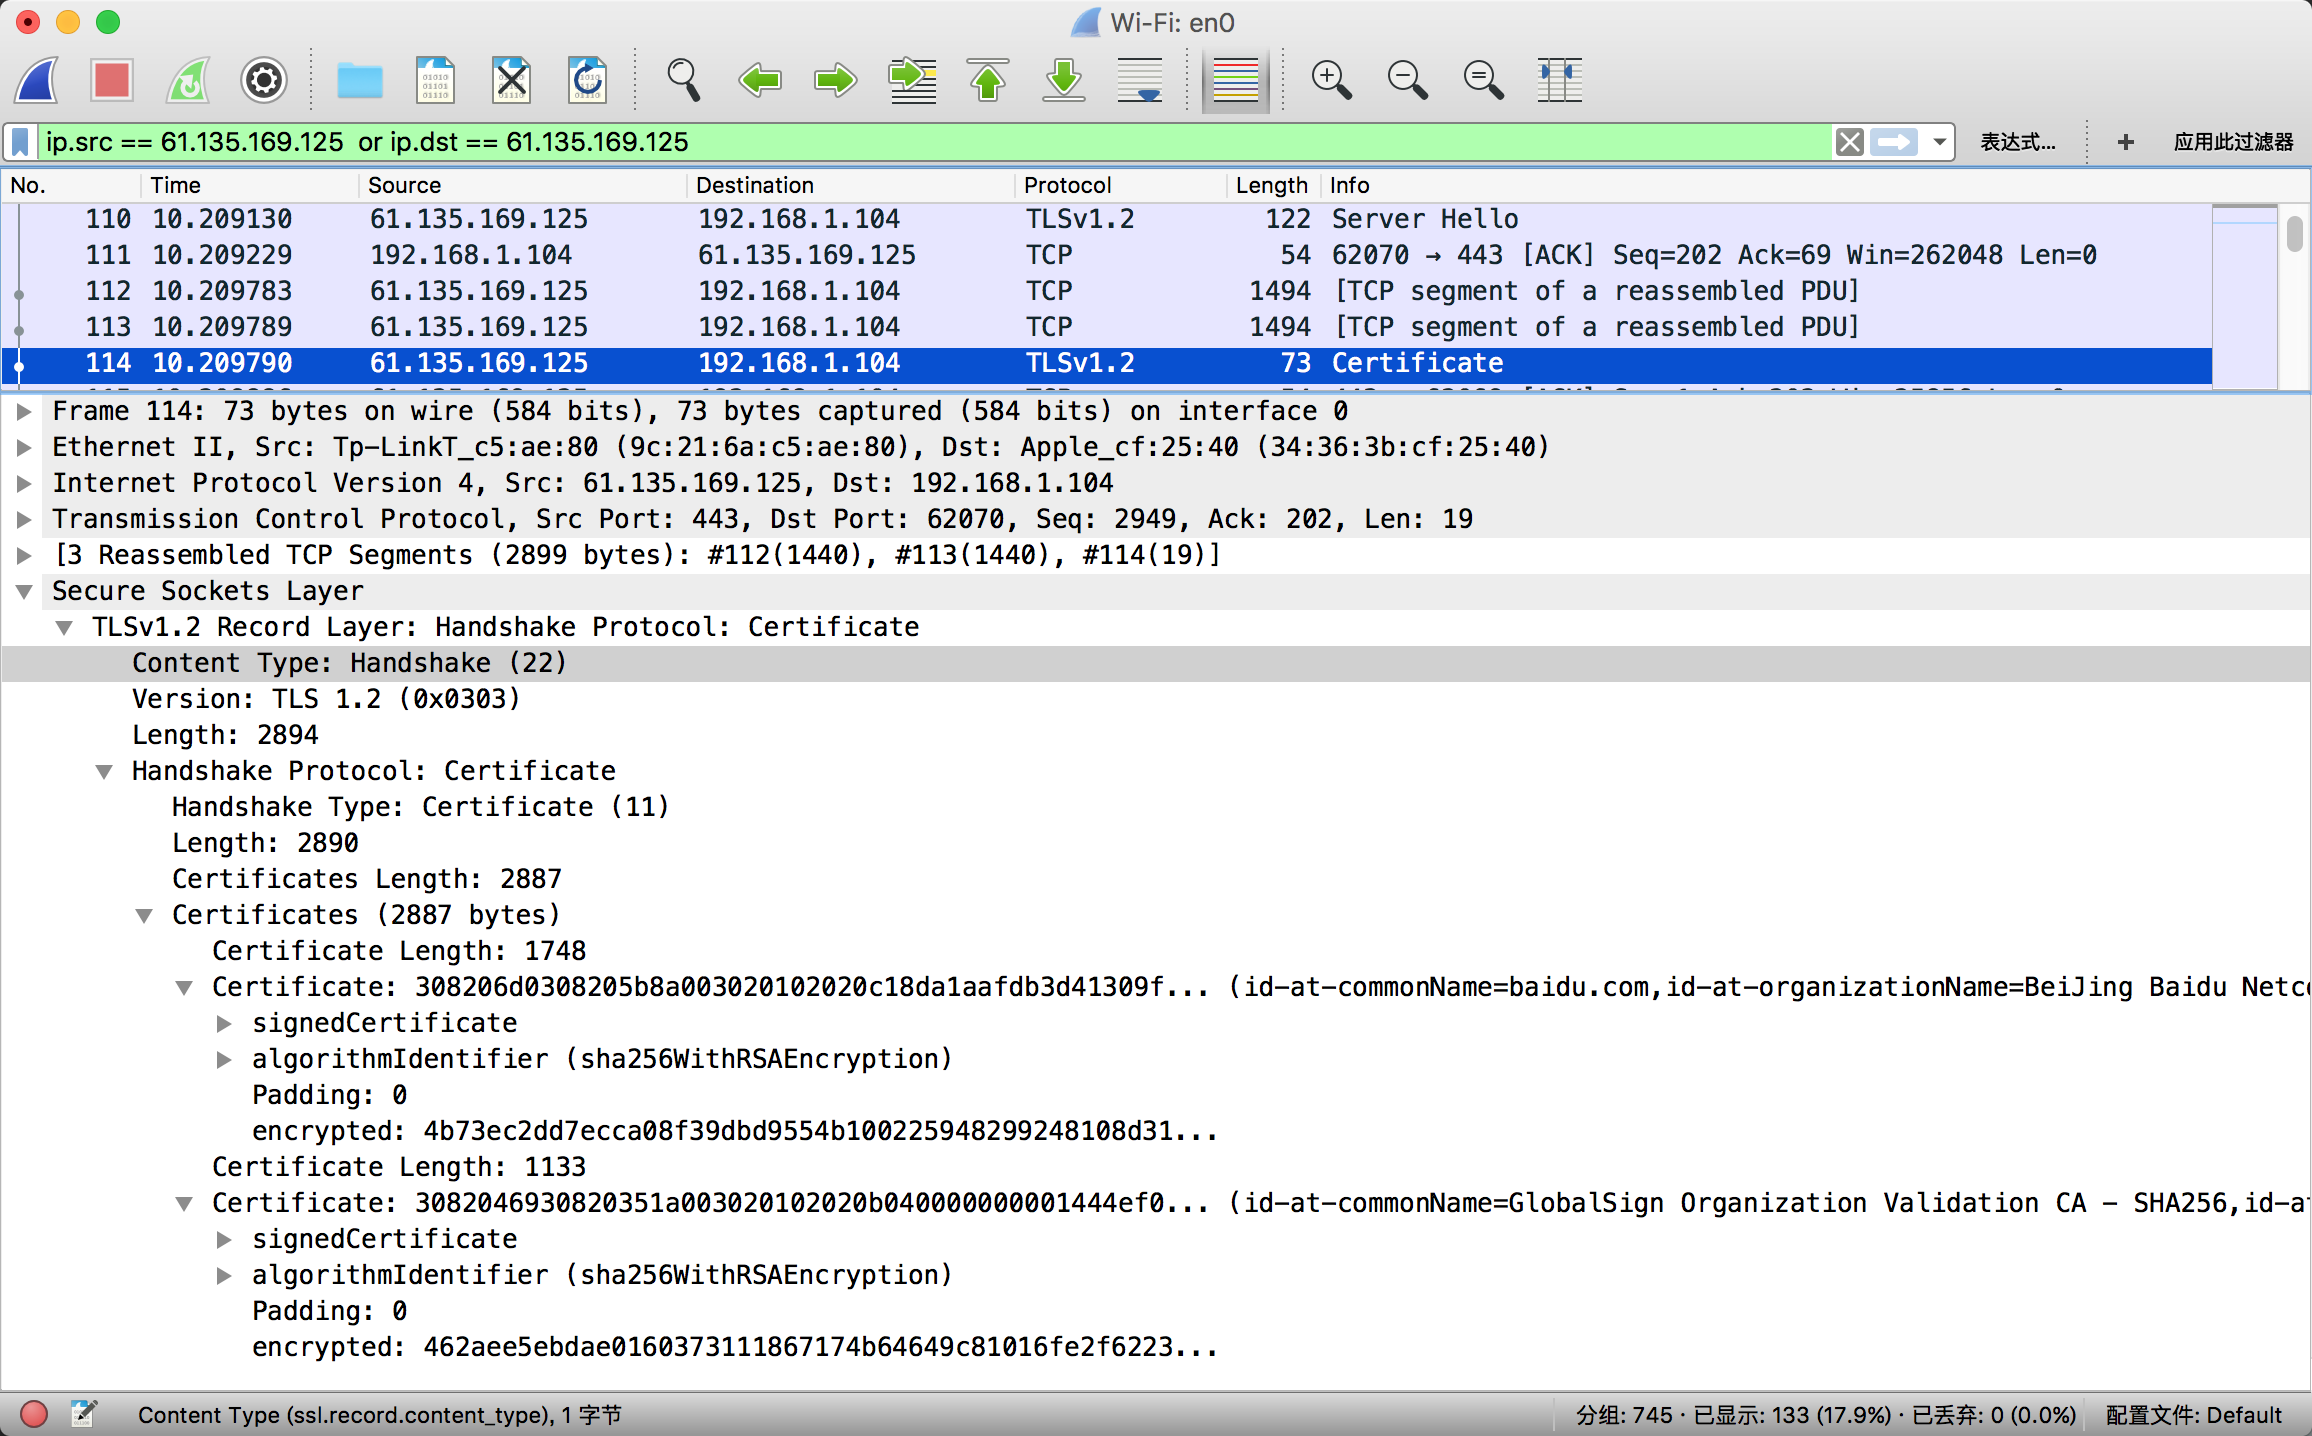 Wi-Fi: en0
ip.src == 61.135.169.125 or ip.dst == 61.135.169.125 表达式… + 应用此过滤器
No. Time Source Destination Protocol Length Info
110 10.209130 61.135.169.125 192.168.1.104 TLSv1.2 122 Server Hello
111 10.209229 192.168.1.104 61.135.169.125 TCP 54 62070 → 443 [ACK] Seq=202 Ack=69 Win=262048 Len=0
112 10.209783 61.135.169.125 192.168.1.104 TCP 1494 [TCP segment of a reassembled PDU]
113 10.209789 61.135.169.125 192.168.1.104 TCP 1494 [TCP segment of a reassembled PDU]
114 10.209790 61.135.169.125 192.168.1.104 TLSv1.2 73 Certificate
Frame 114: 73 bytes on wire (584 bits), 73 bytes captured (584 bits) on interface 0
Ethernet II, Src: Tp-LinkT_c5:ae:80 (9c:21:6a:c5:ae:80), Dst: Apple_cf:25:40 (34:36:3b:cf:25:40)
Internet Protocol Version 4, Src: 61.135.169.125, Dst: 192.168.1.104
Transmission Control Protocol, Src Port: 443, Dst Port: 62070, Seq: 2949, Ack: 202, Len: 19
[3 Reassembled TCP Segments (2899 bytes): #112(1440), #113(1440), #114(19)]
Secure Sockets Layer
TLSv1.2 Record Layer: Handshake Protocol: Certificate
Content Type: Handshake (22)
Version: TLS 1.2 (0x0303)
Length: 2894
Handshake Protocol: Certificate
Handshake Type: Certificate (11)
Length: 2890
Certificates Length: 2887
Certificates (2887 bytes)
Certificate Length: 1748
Certificate: 308206d0308205b8a003020102020c18da1aafdb3d41309f... (id-at-commonName=baidu.com,id-at-organizationName=BeiJing Baidu Netc
signedCertificate
algorithmIdentifier (sha256WithRSAEncryption)
Padding: 0
encrypted: 4b73ec2dd7ecca08f39dbd9554b100225948299248108d31...
Certificate Length: 1133
Certificate: 3082046930820351a003020102020b040000000001444ef0... (id-at-commonName=GlobalSign Organization Validation CA – SHA256,id-a
signedCertificate
algorithmIdentifier (sha256WithRSAEncryption)
Padding: 0
encrypted: 462aee5ebdae0160373111867174b64649c81016fe2f6223...
Content Type (ssl.record.content_type), 1 字节 分组: 745 · 已显示: 133 (17.9%) · 已丢弃: 0 (0.0%) 配置文件: Default